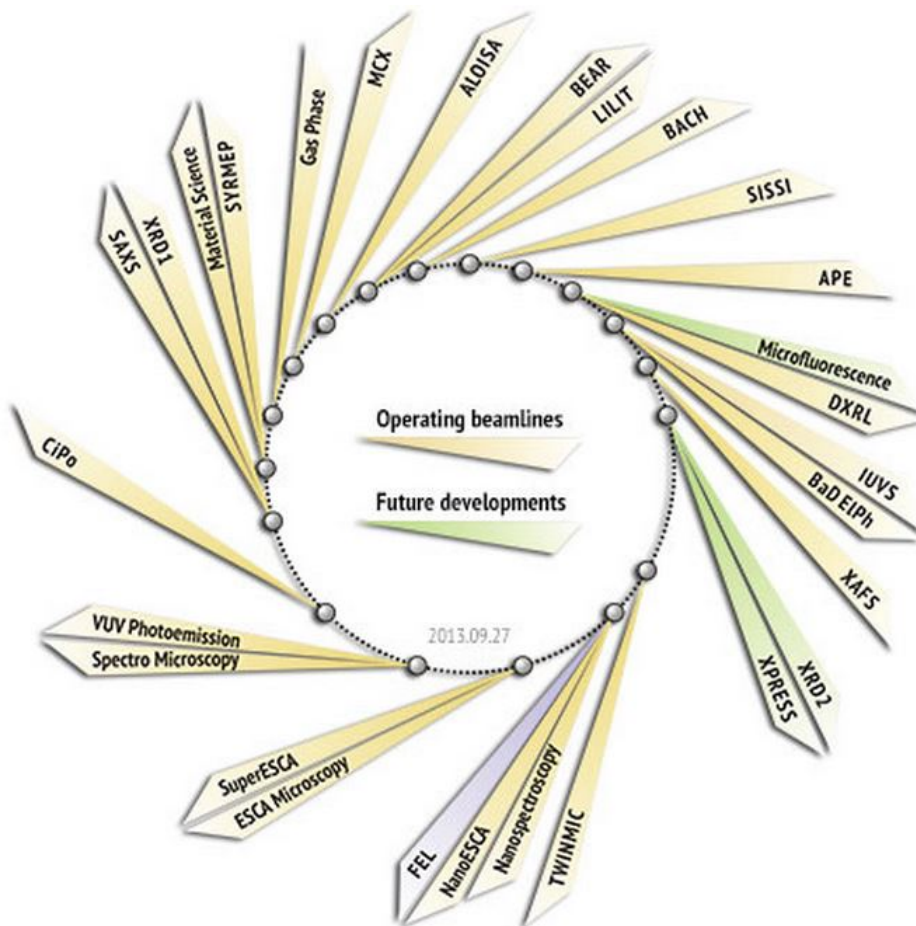 MCX
ALOISA
BEAR
LILIT
BACH
SISSI
APE
Microfluorescence
DXRL
IUVS
BaDElPh
XAFS
XRD2
XPRESS
TWINMIC
Nanospectroscopy
NanoESCA
FEL
ESCA Microscopy
SuperESCA
Spectro Microscopy
VUV Photoemission
CiPo
SAXS
XRD1
Material Science
SYRMEP
Gas Phase
Operating beamlines
Future developments
2013.09.27